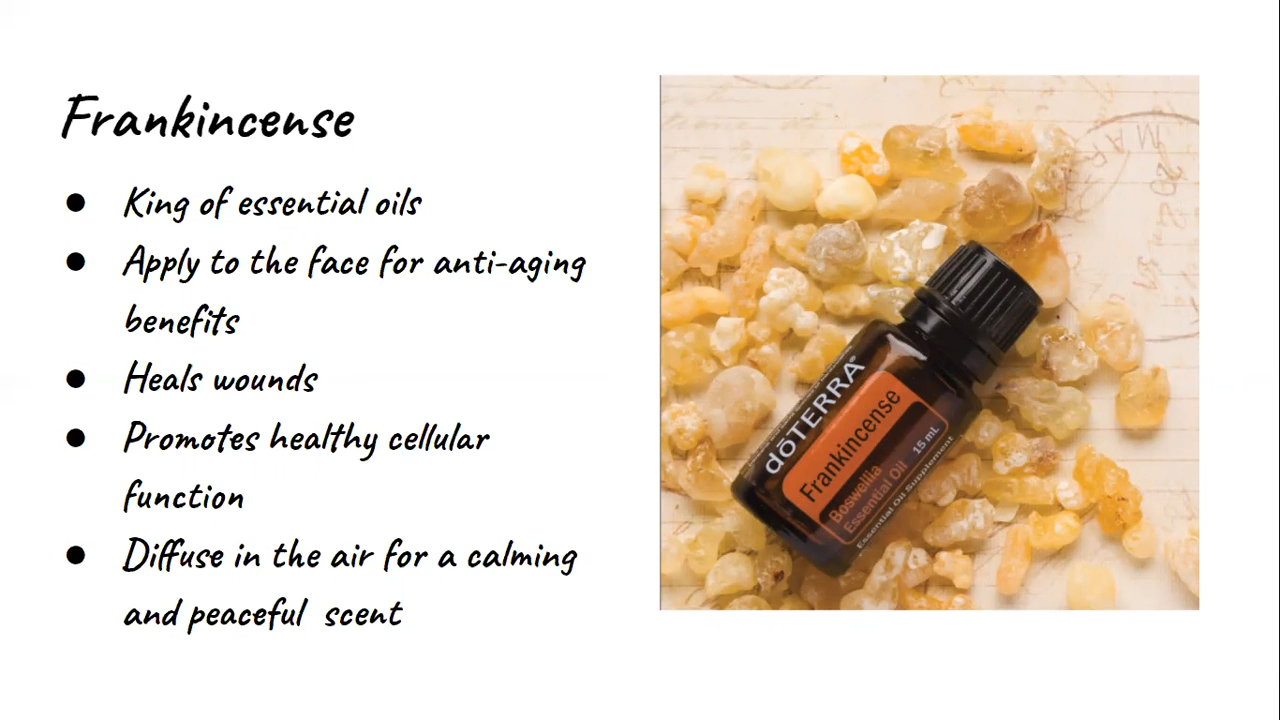 Frankincense
● King of essential oils
● Apply to the face for anti-aging
benefits
● Heals wounds
● Promotes healthy cellular
function
● Diffuse in the air for a calming
and peaceful scent
dōTERRA
Frankincense
Boswellia
Essential Oil 15 mL
Essential Oil Supplement